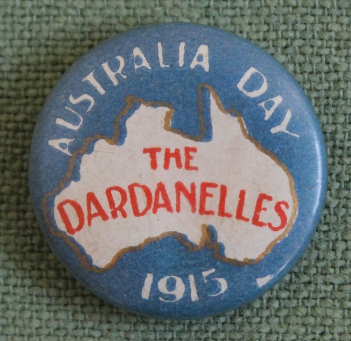 AUSTRALIA DAY
THE
DARDANELLES
1915